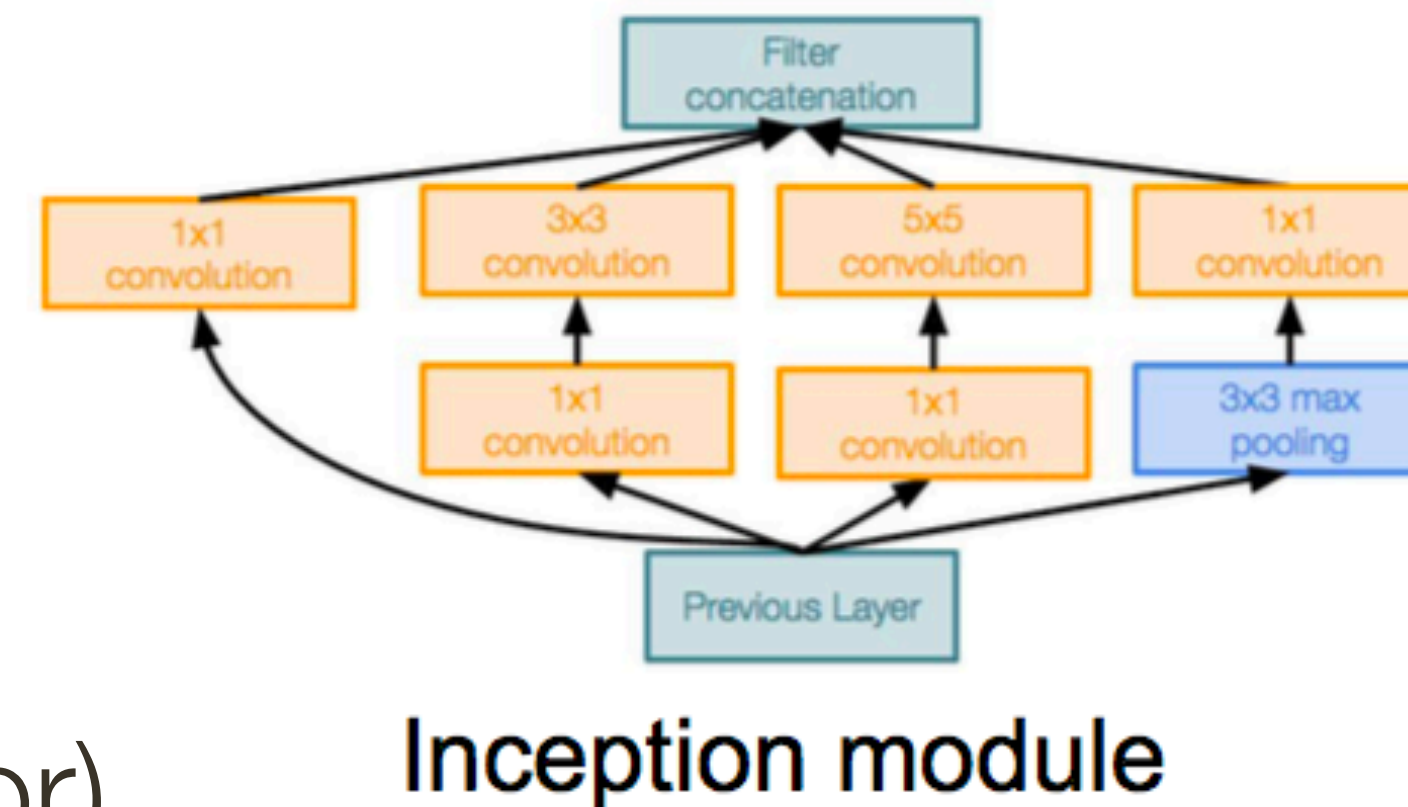 Filter
concatenation
1x1
convolution
3x3
convolution
5x5
convolution
1x1
convolution
1x1
convolution
1x1
convolution
3x3 max
pooling
Previous Layer
Inception module
or)